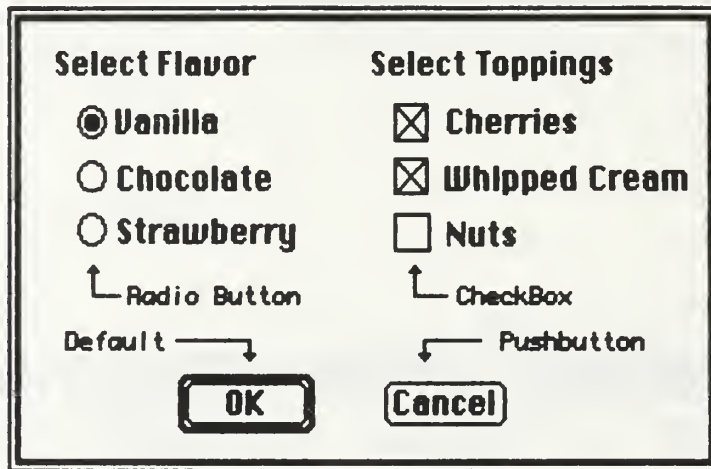 Select Flavor
Vanilla
Chocolate
Strawberry
Radio Button
Select Toppings
Cherries
Whipped Cream
Nuts
CheckBox
Default
Pushbutton
OK
Cancel